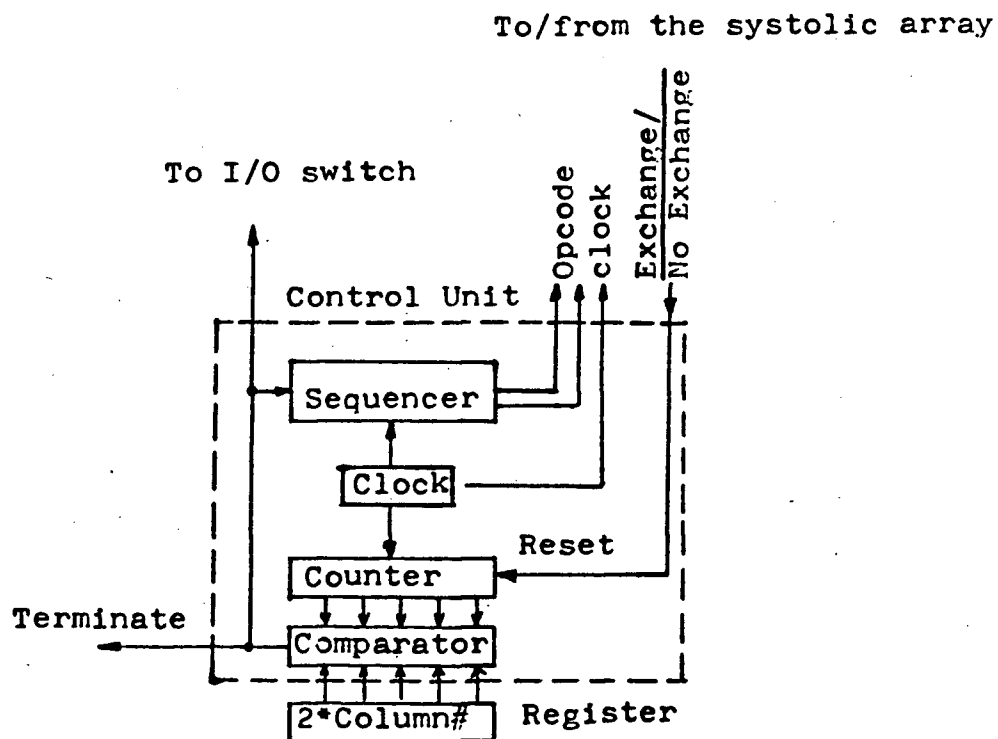 To/from the systolic array
Exchange/
No Exchange
To I/O switch
Opcode
clock
Control Unit
Sequencer
Clock
Reset
Counter
Terminate
Comparator
2*Column#
Register